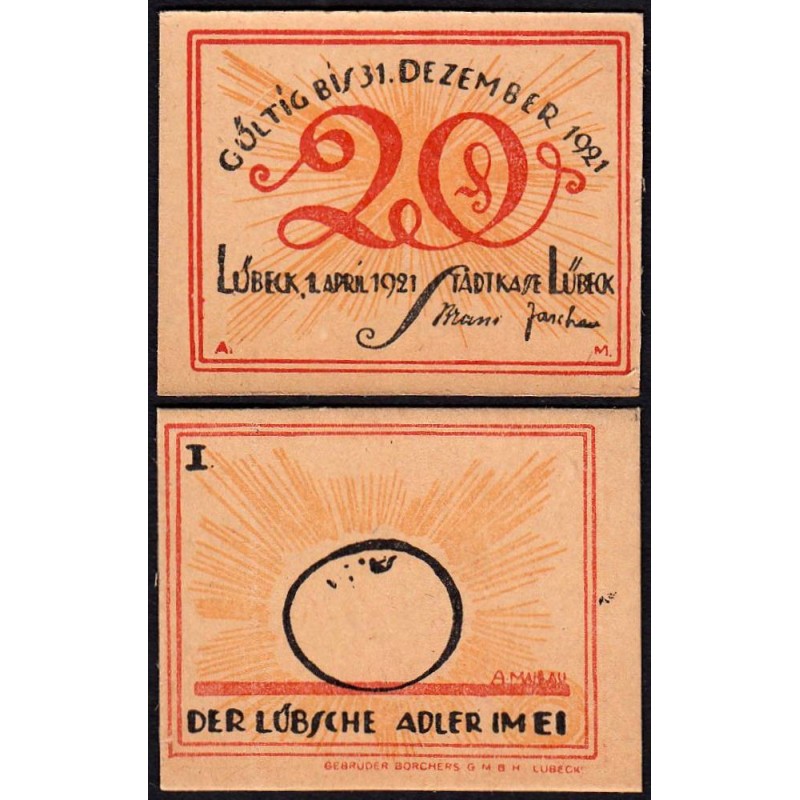 GÜLTIG BIS 31. DEZEMBER 1921
20 ₰
LÜBECK, 1. APRIL 1921 STADTKASSE LÜBECK
A. M.
I
A. MAHLAU
DER LÜBSCHE ADLER IM EI
GEBRÜDER BORCHERS G M B H. LÜBECK